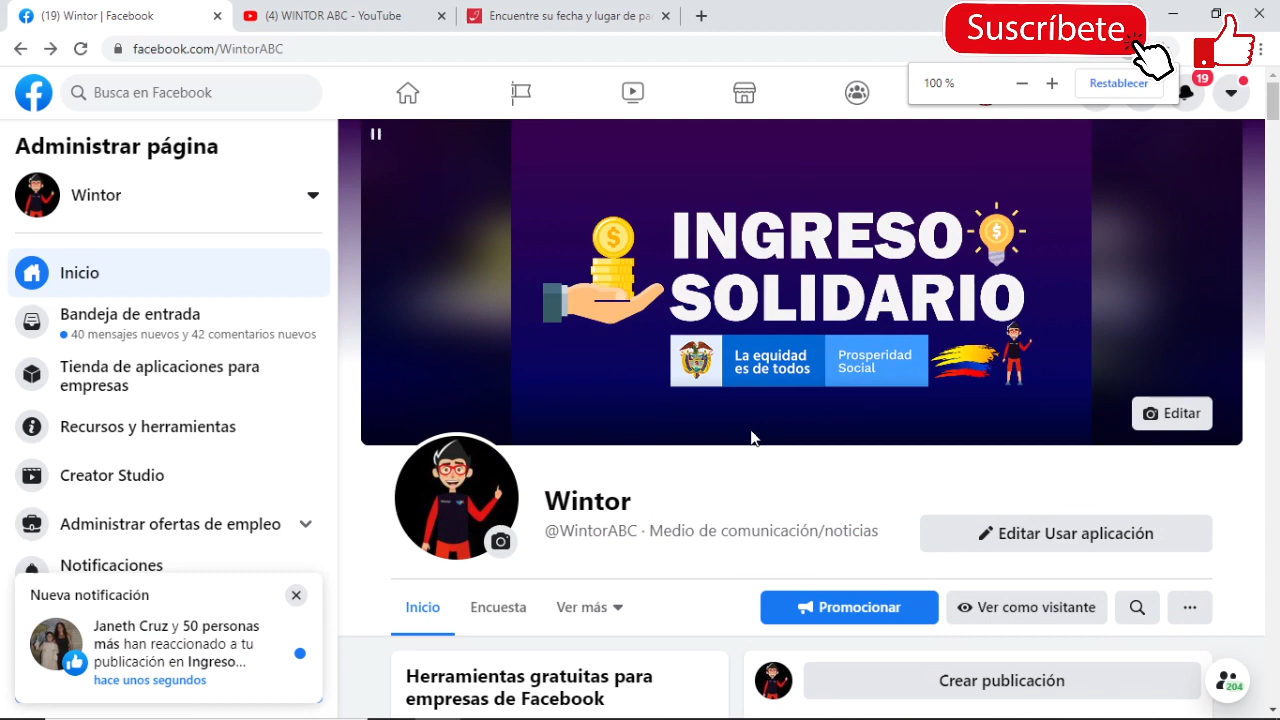 (19) Wintor | Facebook
(4) WINTOR ABC - YouTube
Encuentre su fecha y lugar de pa
Suscríbete
facebook.com/WintorABC
Busca en Facebook
100 %
Restablecer
19
Administrar página
Wintor
Inicio
Bandeja de entrada
40 mensajes nuevos y 42 comentarios nuevos
Tienda de aplicaciones para
empresas
Recursos y herramientas
Creator Studio
Administrar ofertas de empleo
Notificaciones
Nueva notificación
Janeth Cruz y 50 personas
más han reaccionado a tu
publicación en Ingreso...
hace unos segundos
INGRESO
SOLIDARIO
La equidad
es de todos
Prosperidad
Social
Editar
Wintor
@WintorABC · Medio de comunicación/noticias
Editar Usar aplicación
Inicio
Encuesta
Ver más
Promocionar
Ver como visitante
Herramientas gratuitas para
empresas de Facebook
Crear publicación
204